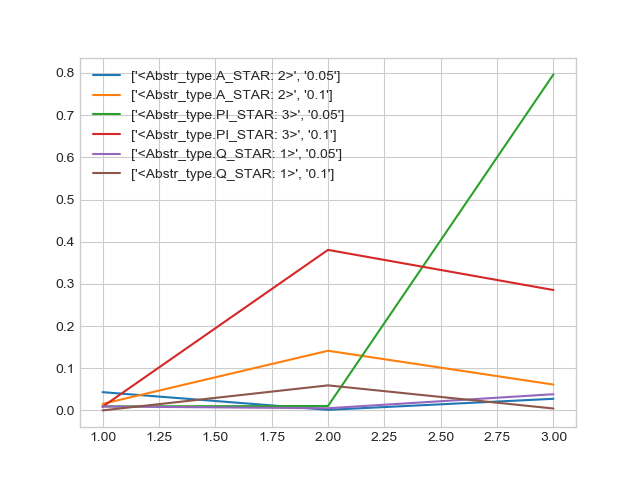 0.8
0.7
0.6
0.5
0.4
0.3
0.2
0.1
0.0
['<Abstr_type.A_STAR: 2>', '0.05']
['<Abstr_type.A_STAR: 2>', '0.1']
['<Abstr_type.PI_STAR: 3>', '0.05']
['<Abstr_type.PI_STAR: 3>', '0.1']
['<Abstr_type.Q_STAR: 1>', '0.05']
['<Abstr_type.Q_STAR: 1>', '0.1']
1.00 1.25 1.50 1.75 2.00 2.25 2.50 2.75 3.00